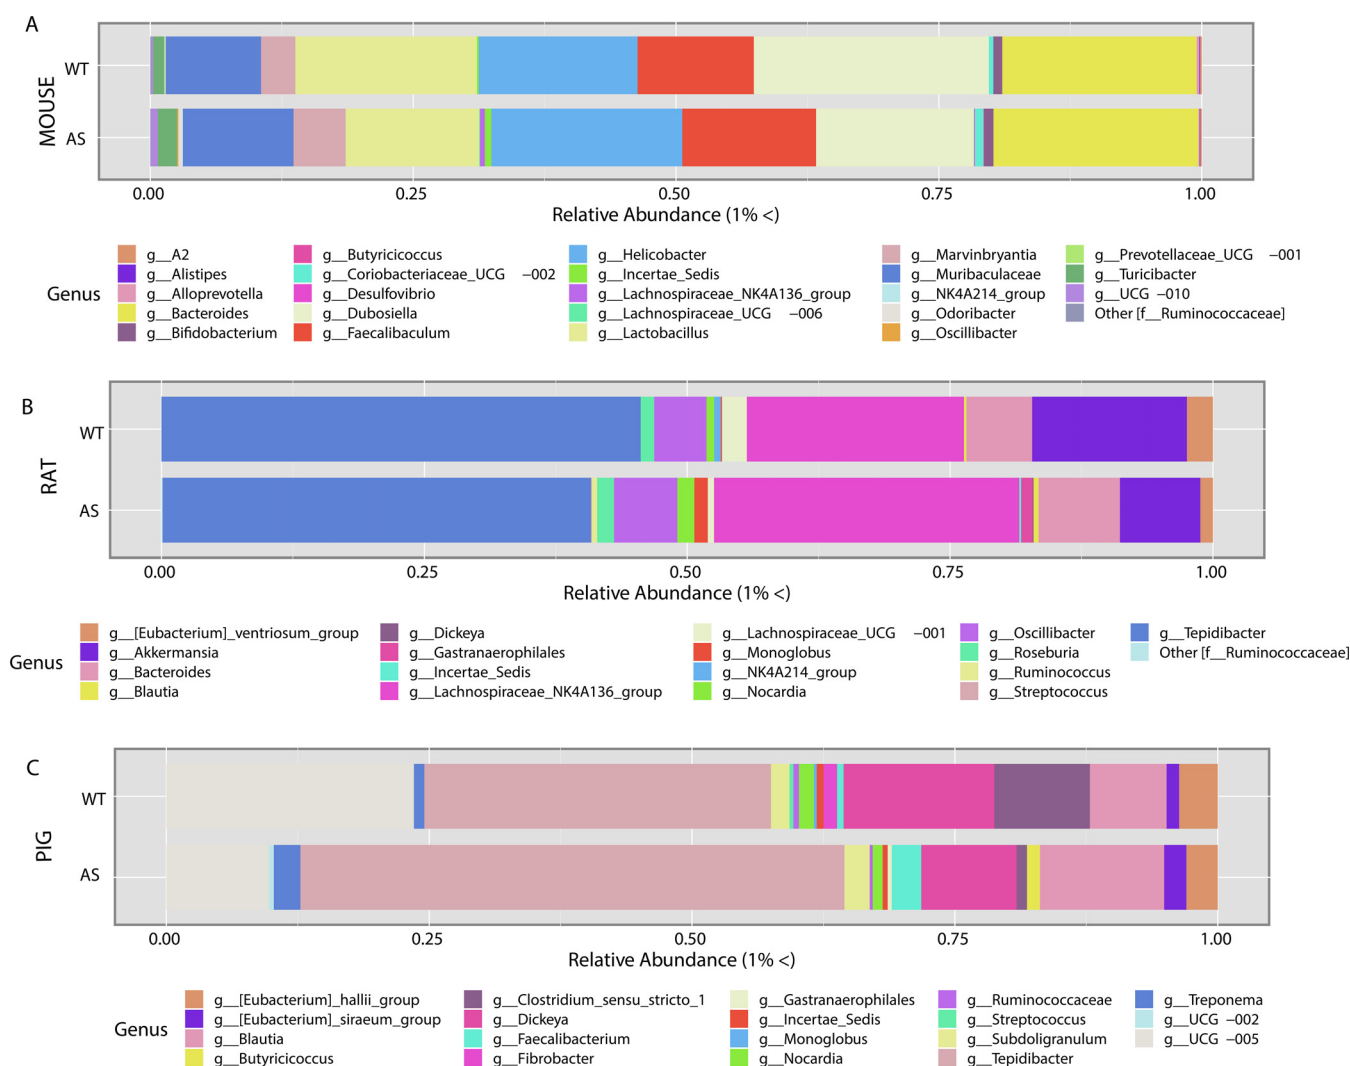 A
MOUSE
WT
AS
0.00 0.25 0.50 0.75 1.00
Relative Abundance (1% <)
Genus
g__A2 g__Butyricicoccus g__Helicobacter g__Marvinbryantia g__Prevotellaceae_UCG −001
g__Alistipes g__Coriobacteriaceae_UCG −002 g__Incertae_Sedis g__Muribaculaceae g__Turicibacter
g__Alloprevotella g__Desulfovibrio g__Lachnospiraceae_NK4A136_group g__NK4A214_group g__UCG −010
g__Bacteroides g__Dubosiella g__Lachnospiraceae_UCG −006 g__Odoribacter Other [f__Ruminococcaceae]
g__Bifidobacterium g__Faecalibaculum g__Lactobacillus g__Oscillibacter
B
RAT
WT
AS
0.00 0.25 0.50 0.75 1.00
Relative Abundance (1% <)
Genus
g__[Eubacterium]_ventriosum_group g__Dickeya g__Lachnospiraceae_UCG −001 g__Oscillibacter g__Tepidibacter
g__Akkermansia g__Gastranaerophilales g__Monoglobus g__Roseburia Other [f__Ruminococcaceae]
g__Bacteroides g__Incertae_Sedis g__NK4A214_group g__Ruminococcus
g__Blautia g__Lachnospiraceae_NK4A136_group g__Nocardia g__Streptococcus
C
PIG
WT
AS
0.00 0.25 0.50 0.75 1.00
Relative Abundance (1% <)
Genus
g__[Eubacterium]_hallii_group g__Clostridium_sensu_stricto_1 g__Gastranaerophilales g__Ruminococcaceae g__Treponema
g__[Eubacterium]_siraeum_group g__Dickeya g__Incertae_Sedis g__Streptococcus g__UCG −002
g__Blautia g__Faecalibacterium g__Monoglobus g__Subdoligranulum g__UCG −005
g__Butyricicoccus g__Fibrobacter g__Nocardia g__Tepidibacter